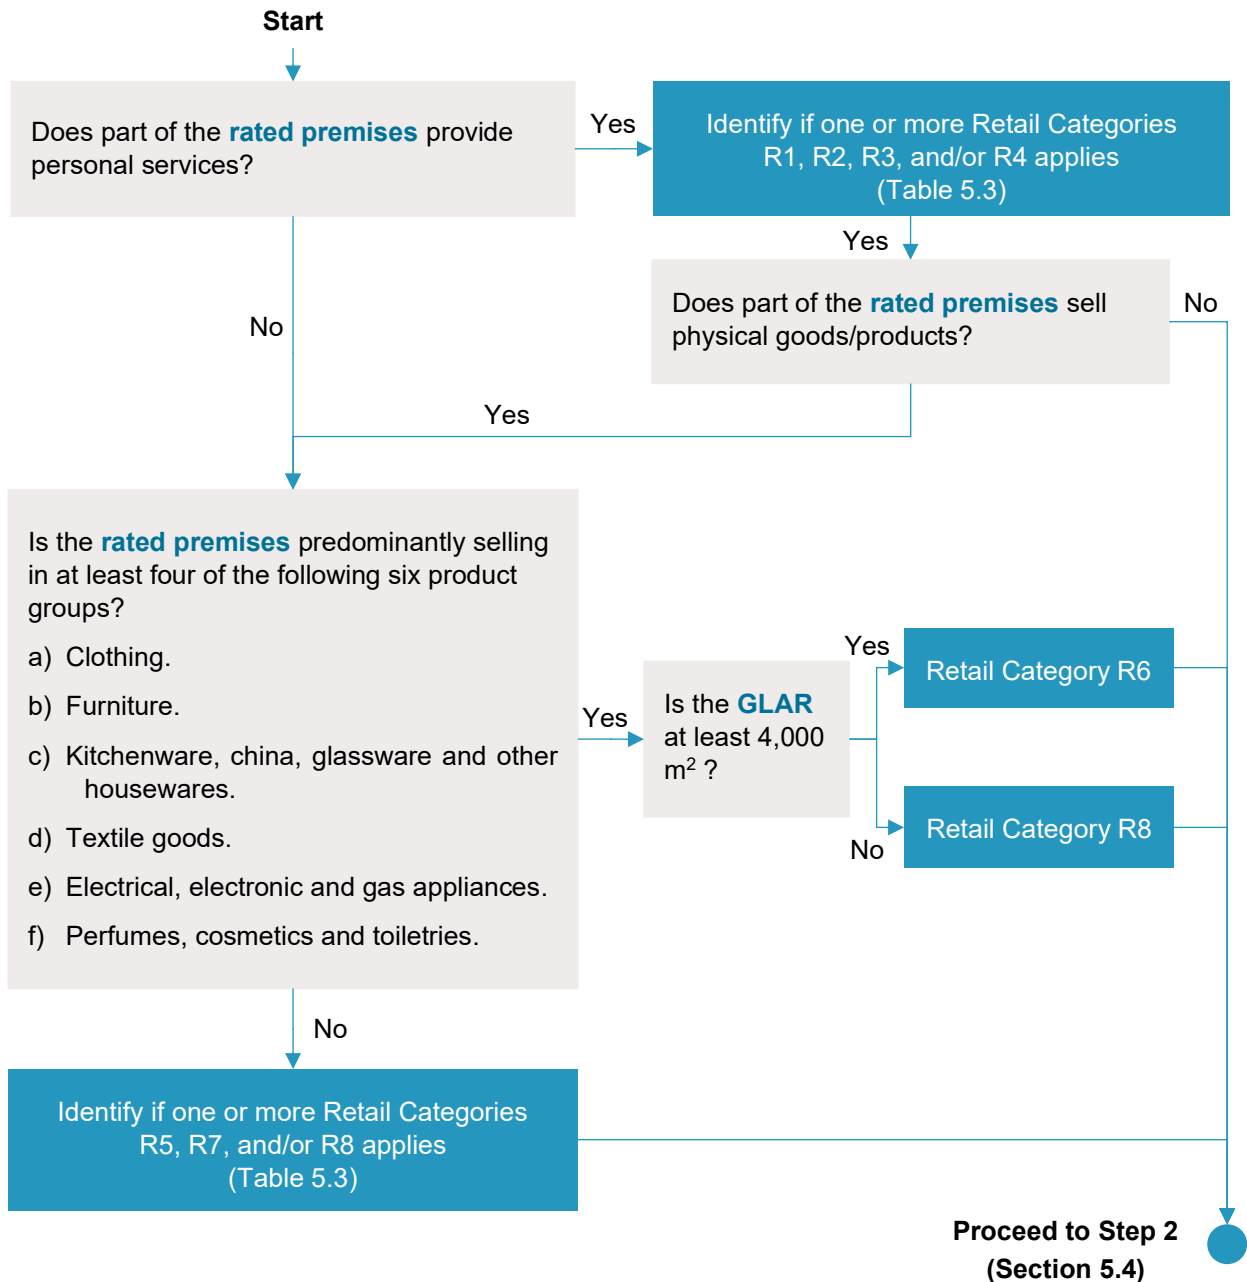 Start
Does part of the rated premises provide
personal services?
Yes
Identify if one or more Retail Categories
R1, R2, R3, and/or R4 applies
(Table 5.3)
Yes
Does part of the rated premises sell
physical goods/products?
No
No
Yes
Is the rated premises predominantly selling
in at least four of the following six product
groups?
a) Clothing.
b) Furniture.
c) Kitchenware, china, glassware and other
housewares.
d) Textile goods.
e) Electrical, electronic and gas appliances.
f) Perfumes, cosmetics and toiletries.
Yes
Is the GLAR
at least 4,000
m² ?
Yes
Retail Category R6
No
Retail Category R8
No
Identify if one or more Retail Categories
R5, R7, and/or R8 applies
(Table 5.3)
Proceed to Step 2
(Section 5.4)